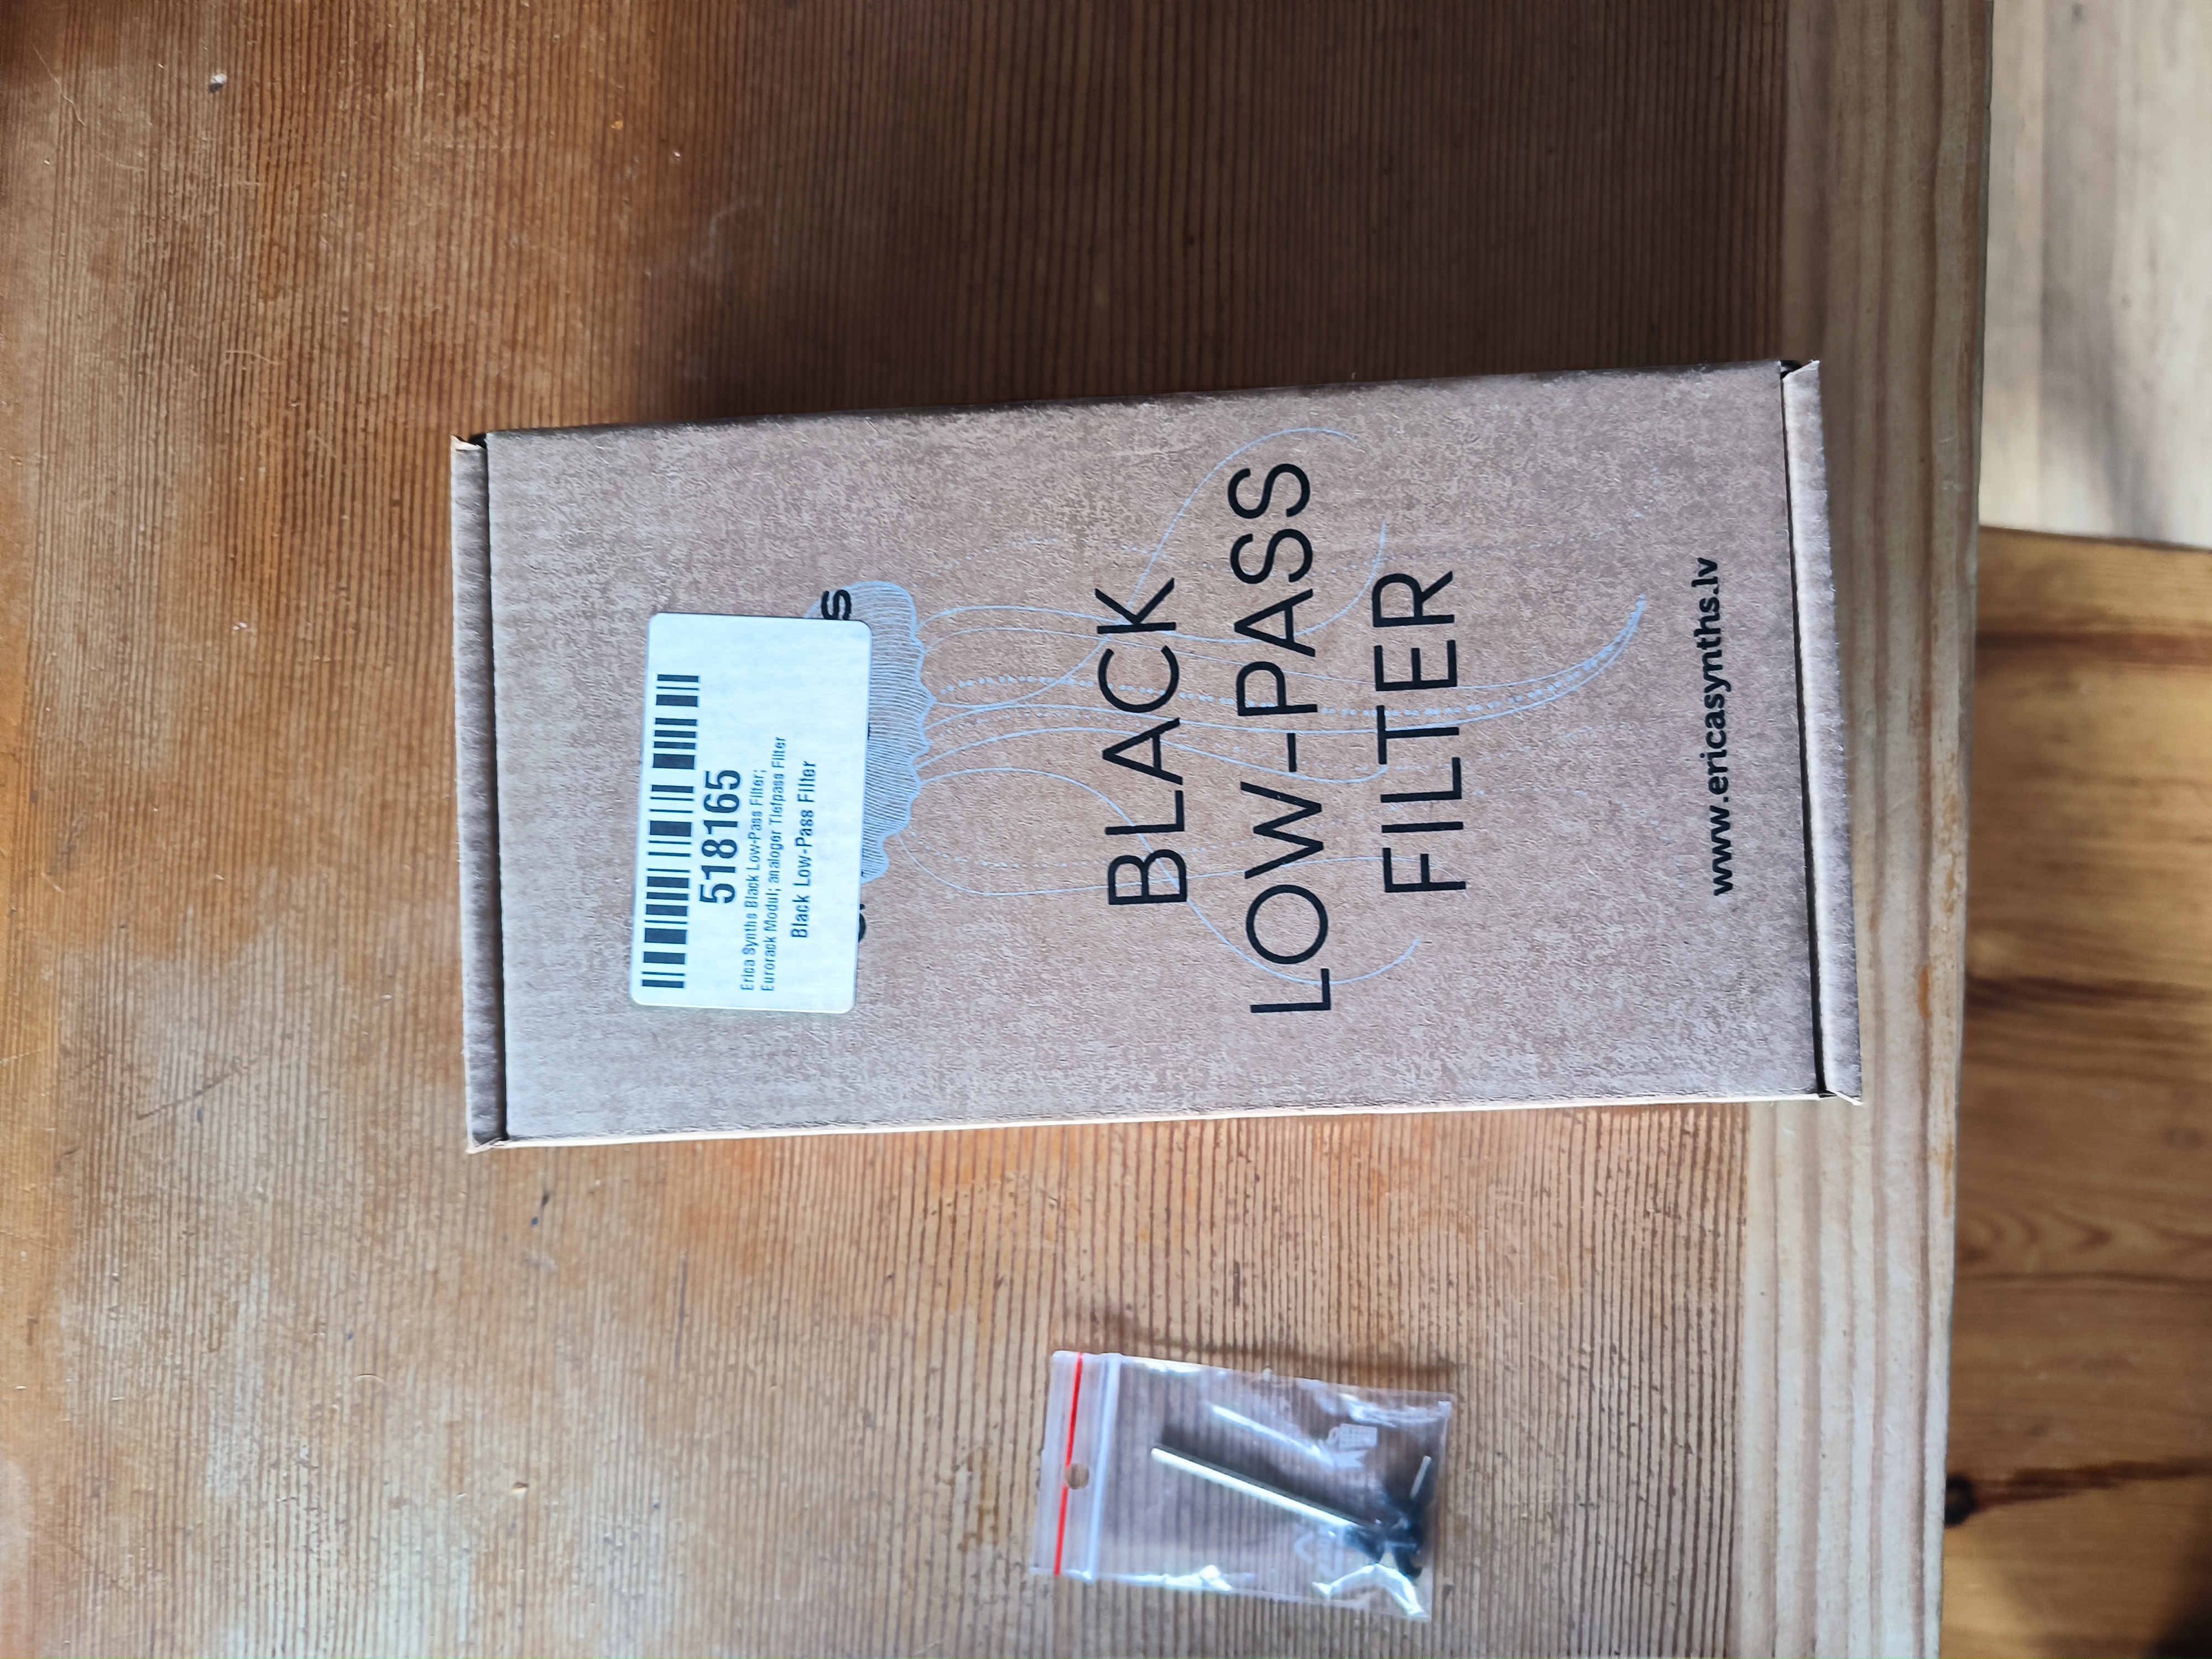 518165
Erica Synths Black Low-Pass Filter;
Eurorack Modul; analoger Tiefpass Filter
Black Low-Pass Filter
BLACK
LOW-PASS
FILTER
www.ericasynths.lv